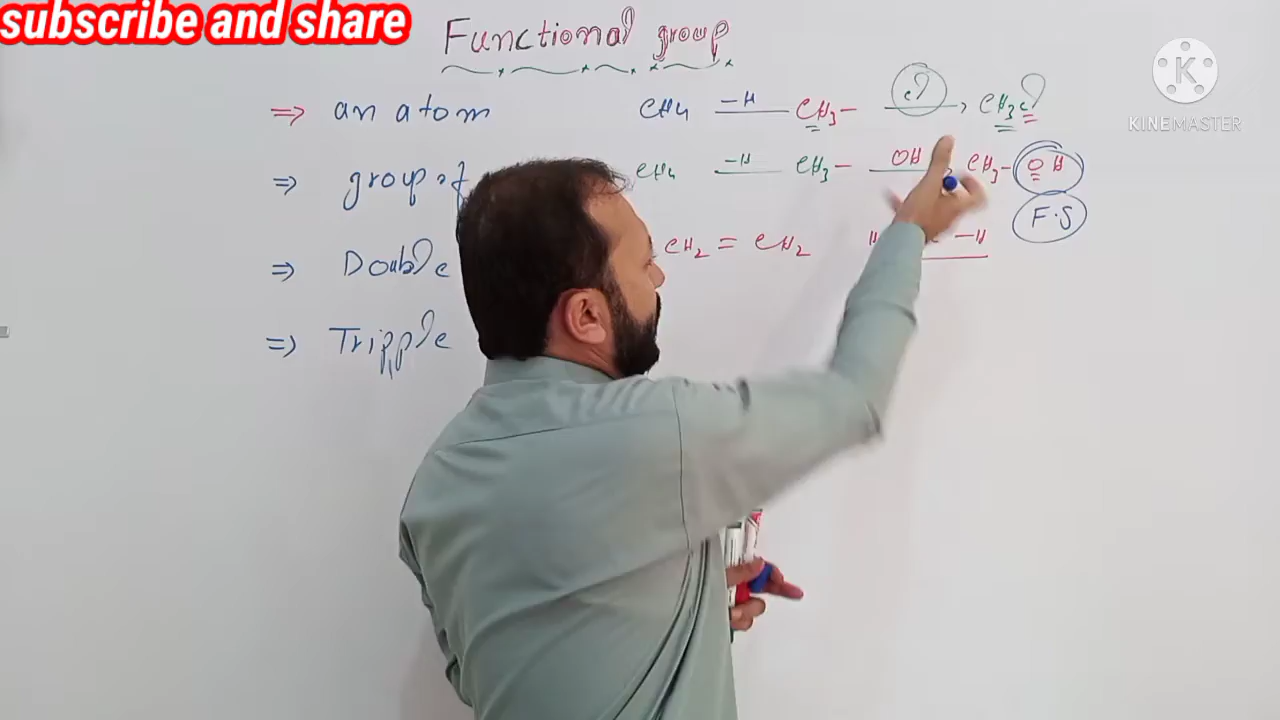 subscribe and share
Functional group
KINEMASTER
⇒ an atom CH4 -H CH3- Cl CH3Cl
⇒ group of CH4 -H CH3- OH CH3-OH
F.S
⇒ Double CH2 = CH2 -H
⇒ Tripple